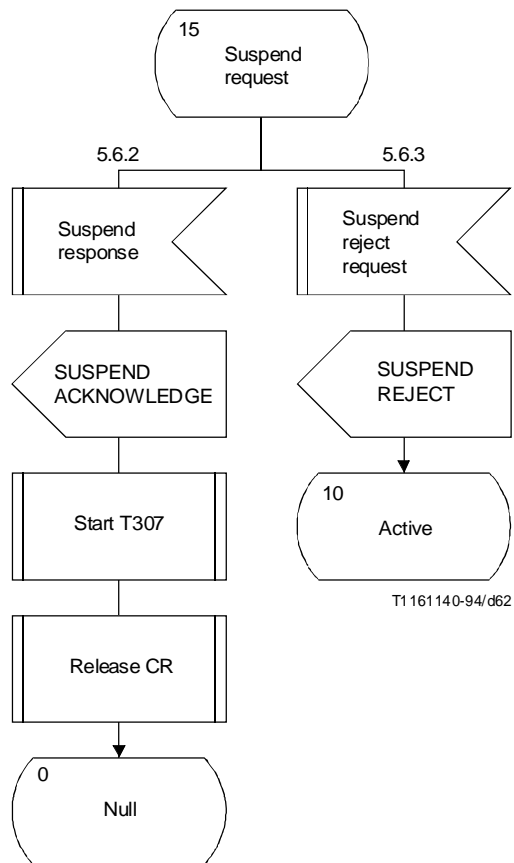 15
Suspend
request
5.6.2
5.6.3
Suspend
response
Suspend
reject
request
SUSPEND
ACKNOWLEDGE
SUSPEND
REJECT
Start T307
10
Active
T1161140-94/d62
Release CR
0
Null